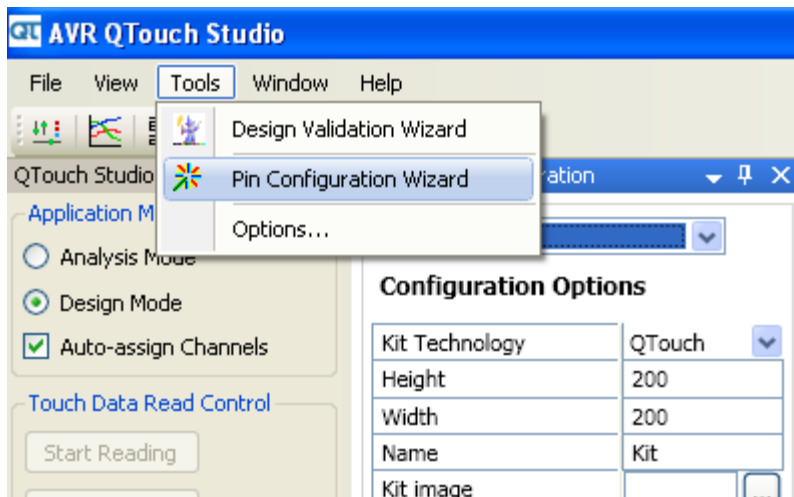 QT AVR QTouch Studio
File View Tools Window Help
Design Validation Wizard
QTouch Studio
Pin Configuration Wizard
ation
Application M
Options...
Analysis Mode
Configuration Options
Design Mode
Auto-assign Channels
Kit Technology QTouch
Height 200
Touch Data Read Control
Width 200
Start Reading
Name Kit
Kit image ...